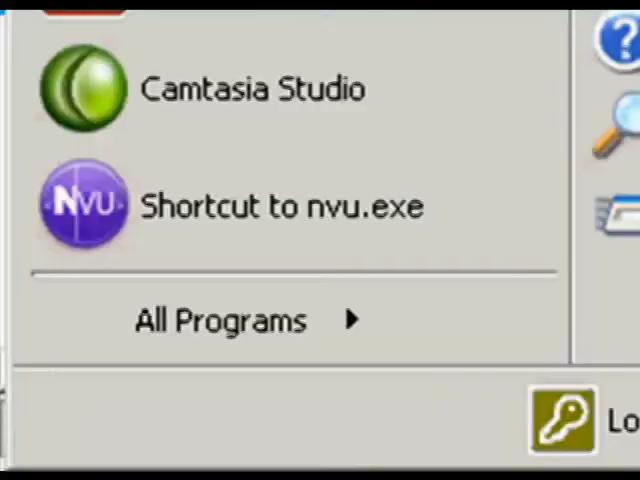 Camtasia Studio
NVU
Shortcut to nvu.exe
All Programs
Lo